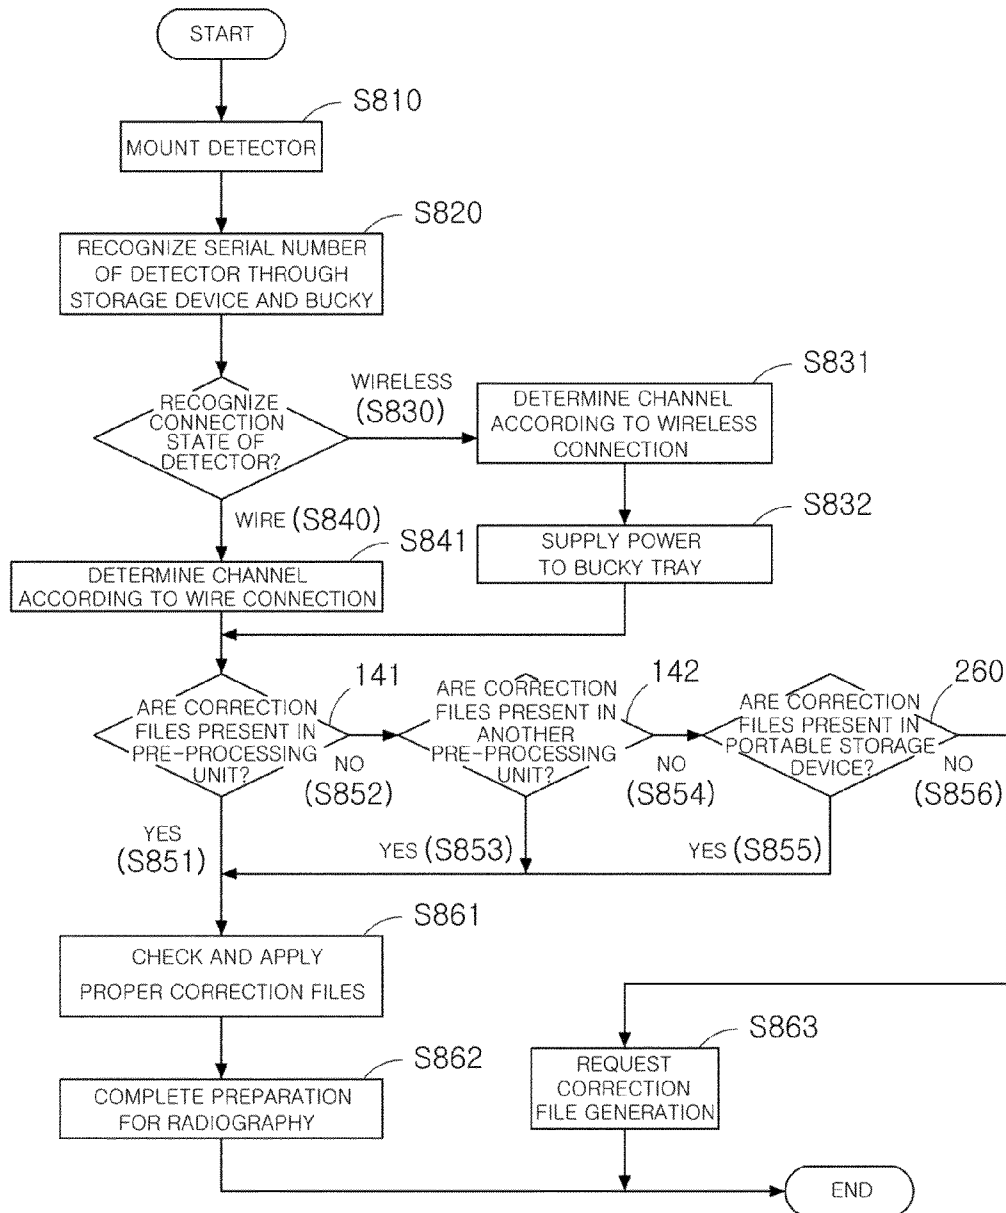 START
S810
MOUNT DETECTOR
S820
RECOGNIZE SERIAL NUMBER
OF DETECTOR THROUGH
STORAGE DEVICE AND BUCKY
RECOGNIZE
CONNECTION
STATE OF
DETECTOR?
WIRELESS
(S830)
S831
DETERMINE CHANNEL
ACCORDING TO WIRELESS
CONNECTION
S832
SUPPLY POWER
TO BUCKY TRAY
WIRE (S840)
S841
DETERMINE CHANNEL
ACCORDING TO WIRE CONNECTION
141
ARE CORRECTION
FILES PRESENT IN
PRE-PROCESSING
UNIT?
NO
(S852)
142
ARE CORRECTION
FILES PRESENT IN
ANOTHER
PRE-PROCESSING
UNIT?
NO
(S854)
260
ARE CORRECTION
FILES PRESENT IN
PORTABLE STORAGE
DEVICE?
NO
(S856)
YES
(S851)
YES (S853)
YES (S855)
S861
CHECK AND APPLY
PROPER CORRECTION FILES
S862
COMPLETE PREPARATION
FOR RADIOGRAPHY
S863
REQUEST
CORRECTION
FILE GENERATION
END